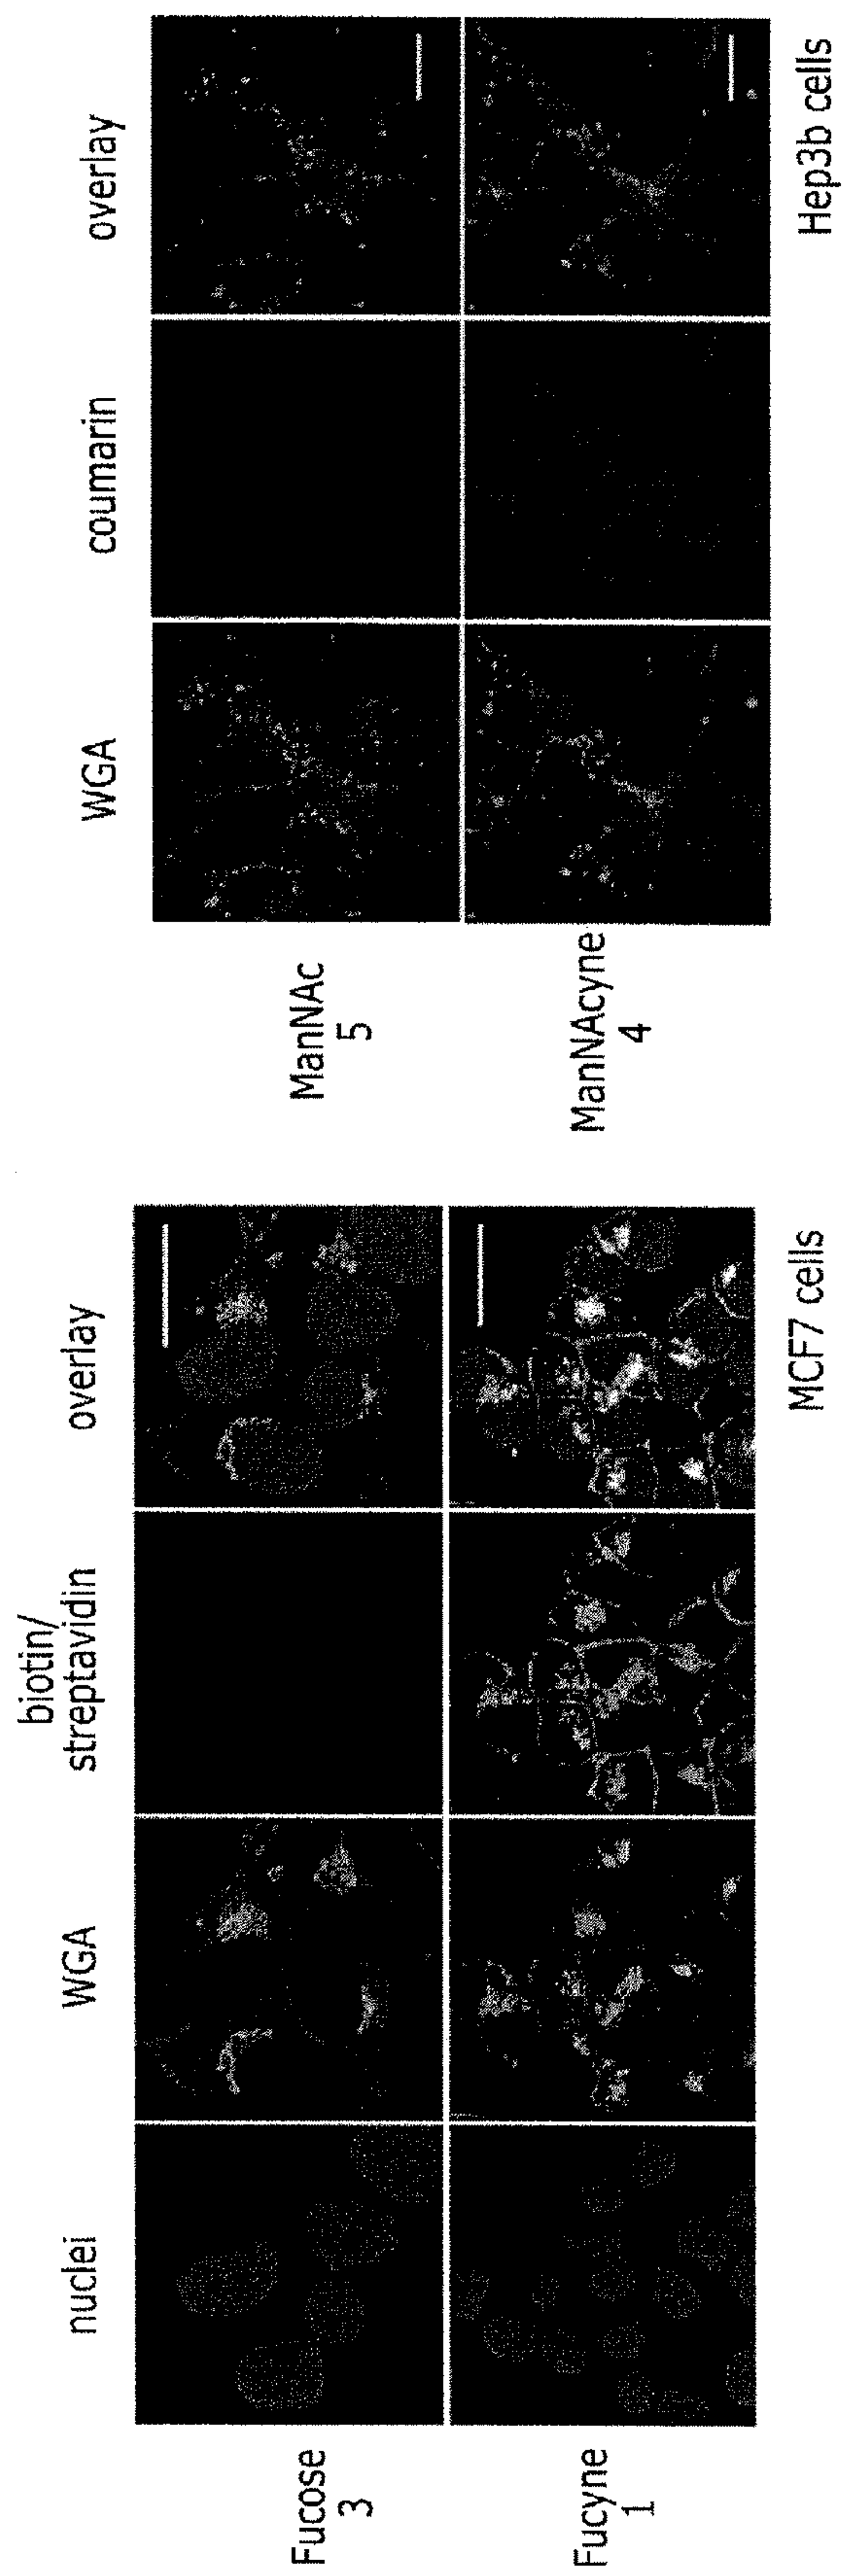 nuclei
WGA
biotin/
streptavidin
overlay
Fucose
3
Fucyne
1
MCF7 cells
WGA
coumarin
overlay
ManNAc
5
ManNAcyne
4
Hep3b cells